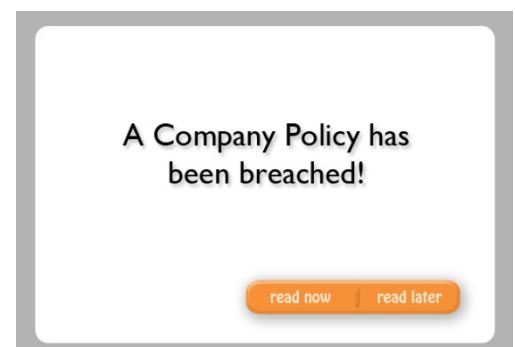 A Company Policy has
been breached!
read now | read later